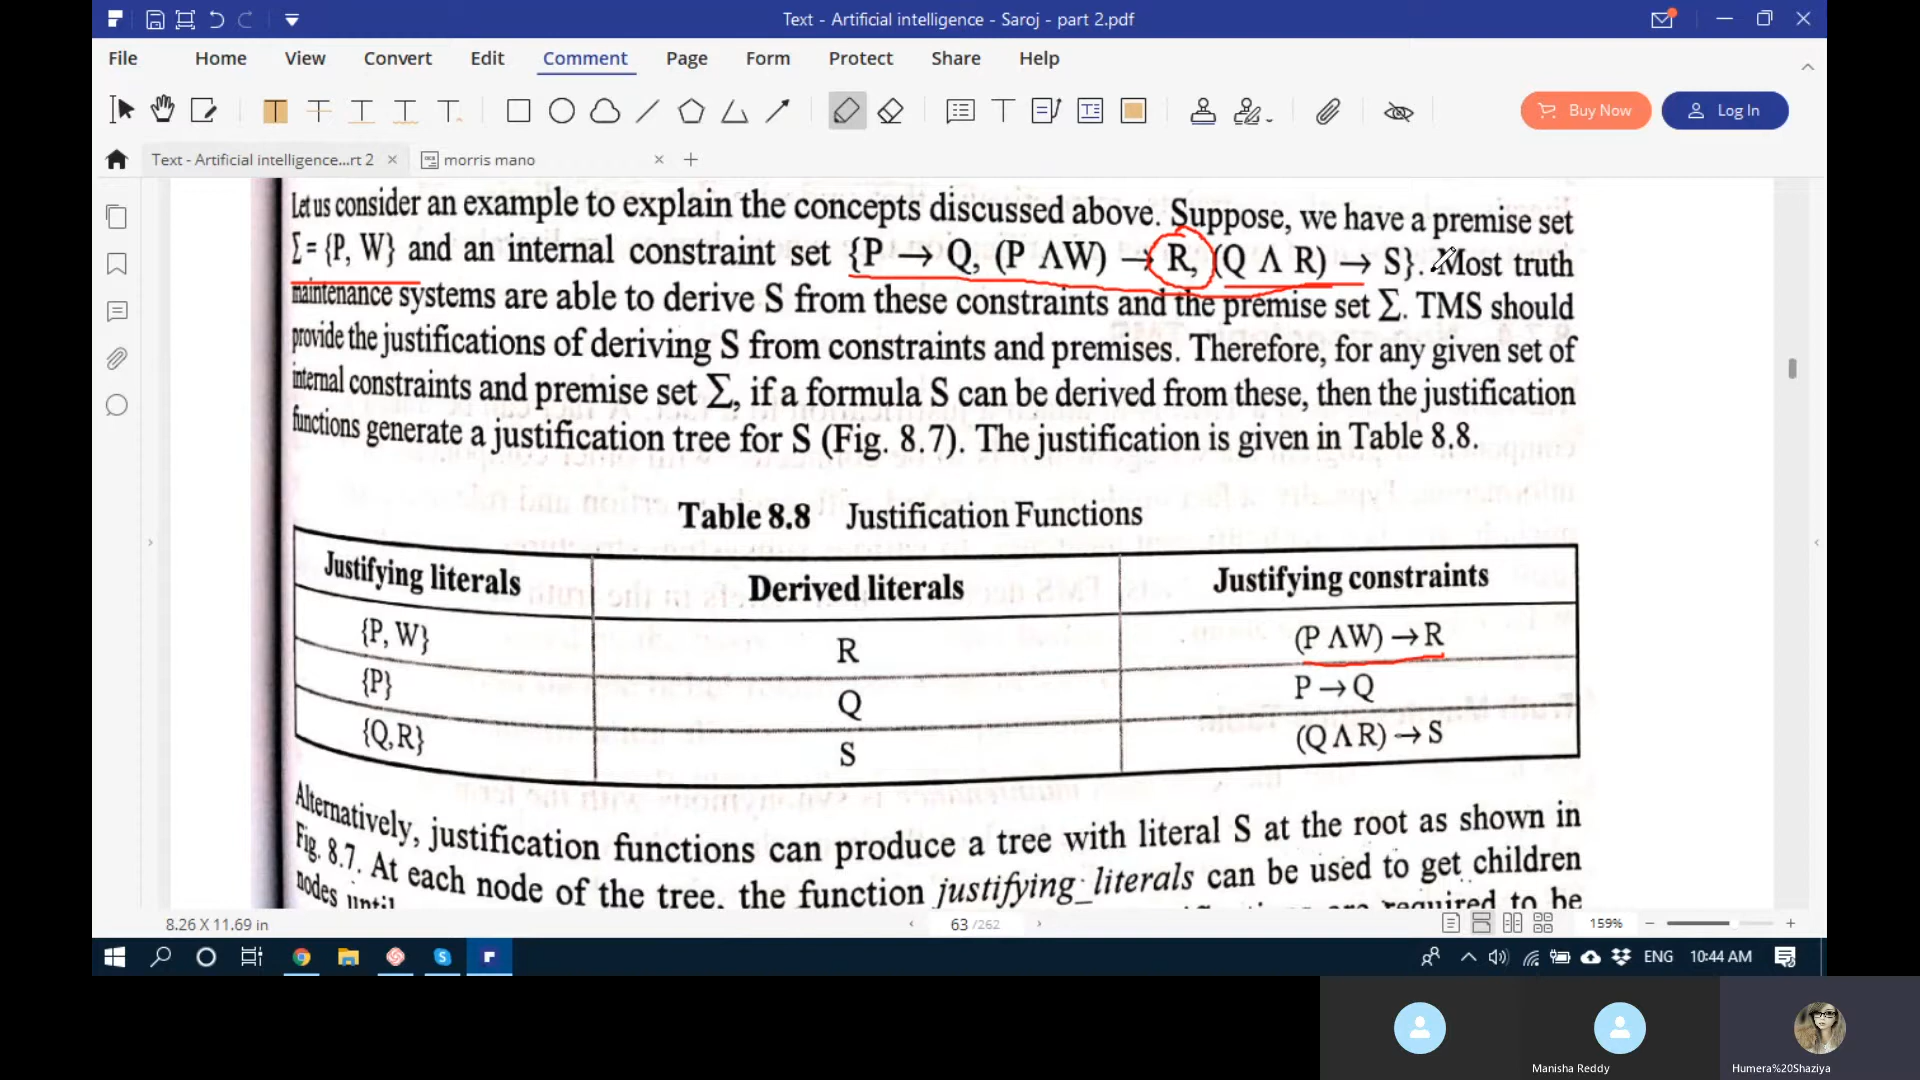 Text - Artificial intelligence - Saroj - part 2.pdf
File Home View Convert Edit Comment Page Form Protect Share Help
Buy Now Log In
Text - Artificial intelligence...rt 2 morris mano
Let us consider an example to explain the concepts discussed above. Suppose, we have a premise set
Σ = {P, W} and an internal constraint set {P → Q, (P ΛW) → R, (Q Λ R) → S}. Most truth
maintenance systems are able to derive S from these constraints and the premise set Σ. TMS should
provide the justifications of deriving S from constraints and premises. Therefore, for any given set of
internal constraints and premise set Σ, if a formula S can be derived from these, then the justification
functions generate a justification tree for S (Fig. 8.7). The justification is given in Table 8.8.
Table 8.8 Justification Functions
Justifying literals Derived literals Justifying constraints
{P, W} R (P ΛW) → R
{P} Q P → Q
{Q,R} S (Q Λ R) → S
Alternatively, justification functions can produce a tree with literal S at the root as shown in
Fig. 8.7. At each node of the tree, the function justifying_literals can be used to get children
nodes until are required to be
8.26 X 11.69 in 63 /262 159%
ENG 10:44 AM
Manisha Reddy Humera%20Shaziya